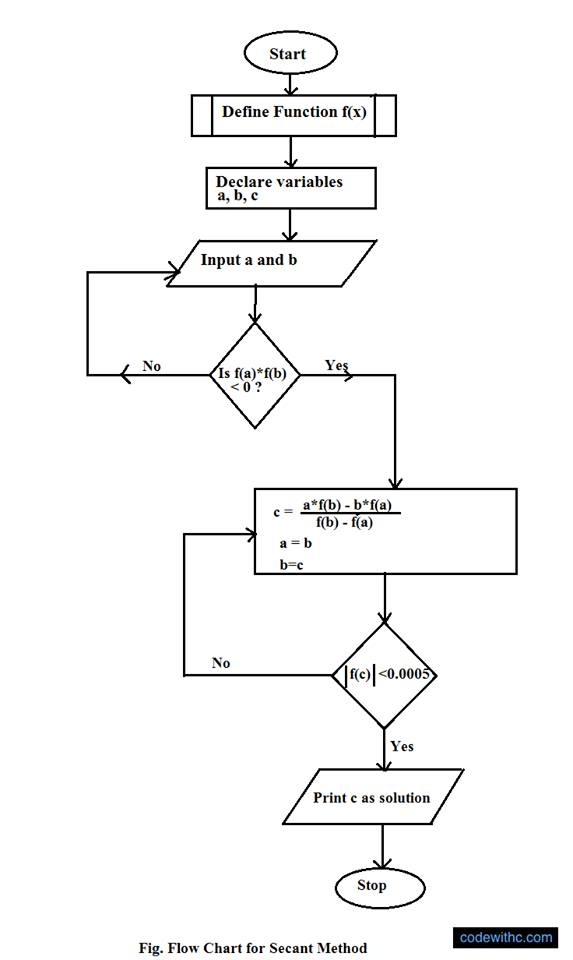 Start
Define Function f(x)
Declare variables
a, b, c
Input a and b
Is f(a)*f(b)
< 0 ?
No
Yes
c = a*f(b) - b*f(a)
f(b) - f(a)
a = b
b=c
|f(c)|<0.0005
No
Yes
Print c as solution
Stop
Fig. Flow Chart for Secant Method
codewithc.com